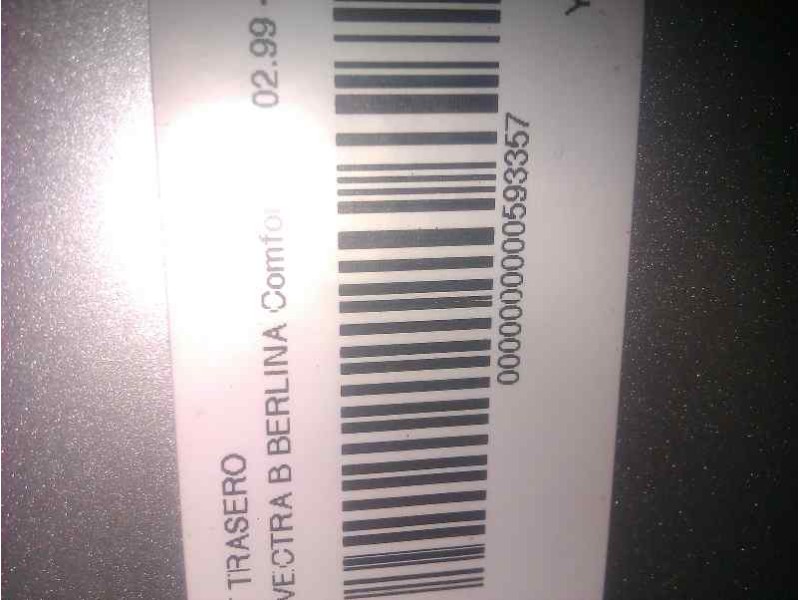 TRASERO
VECTRA B BERLINA Comfor 02.99 -
000000000593357
Y